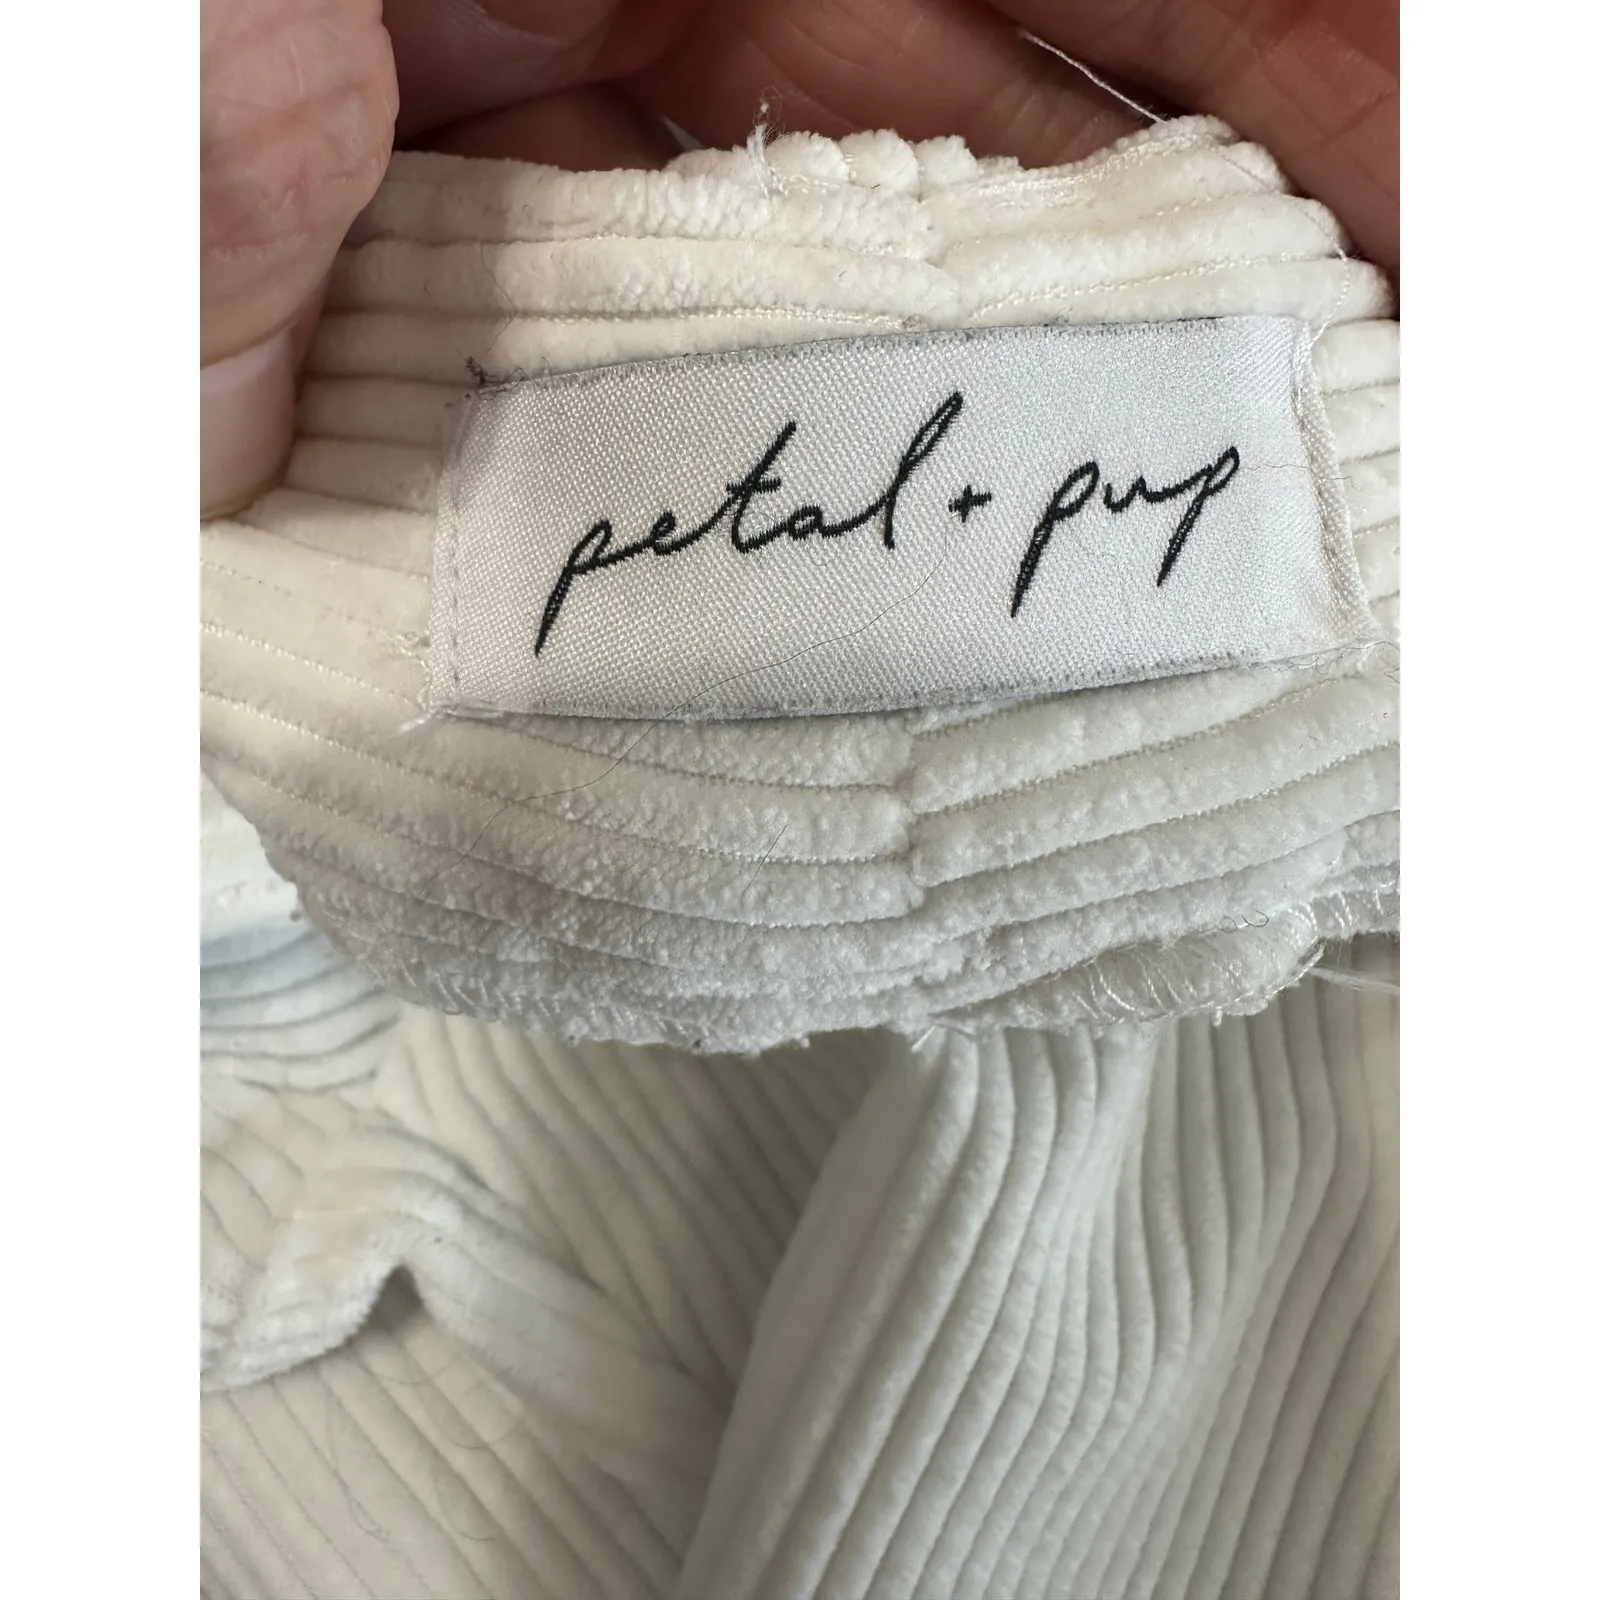 petal + pup